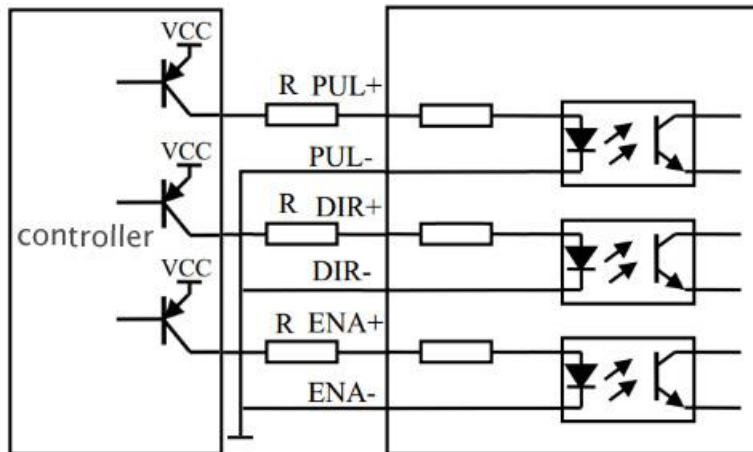 VCC
R PUL+
VCC
PUL-
R DIR+
controller
VCC
DIR-
R ENA+
ENA-